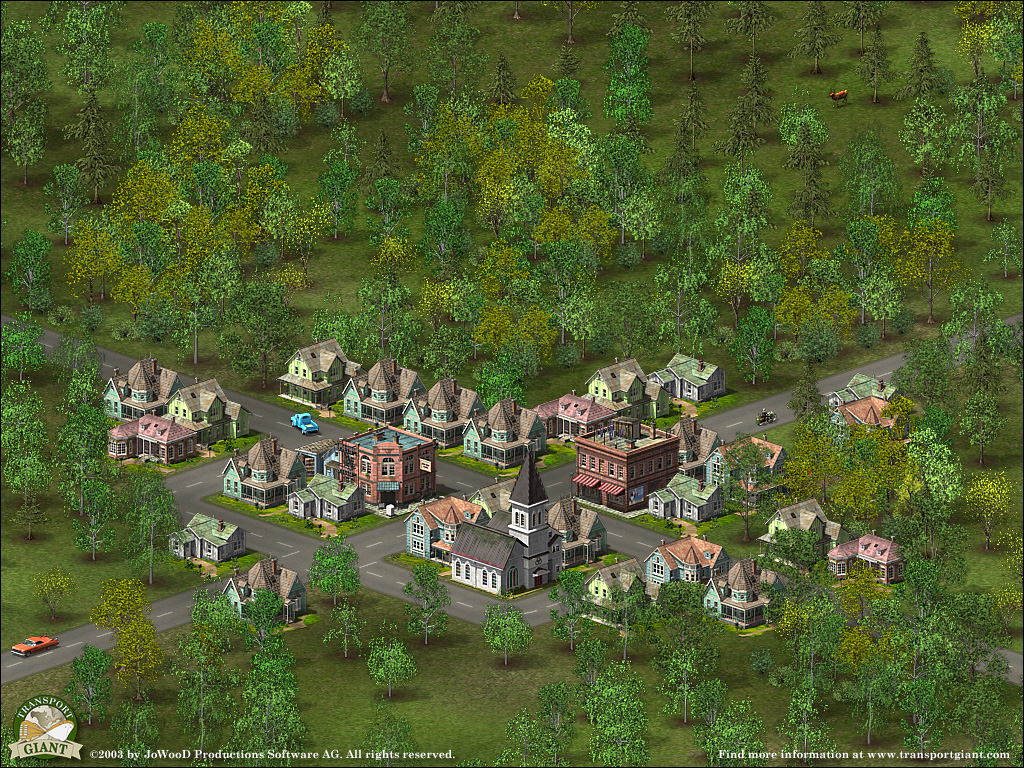 TRANSPORT
GIANT
©2003 by JoWooD Productions Software AG. All rights reserved.
Find more information at www.transportgiant.com